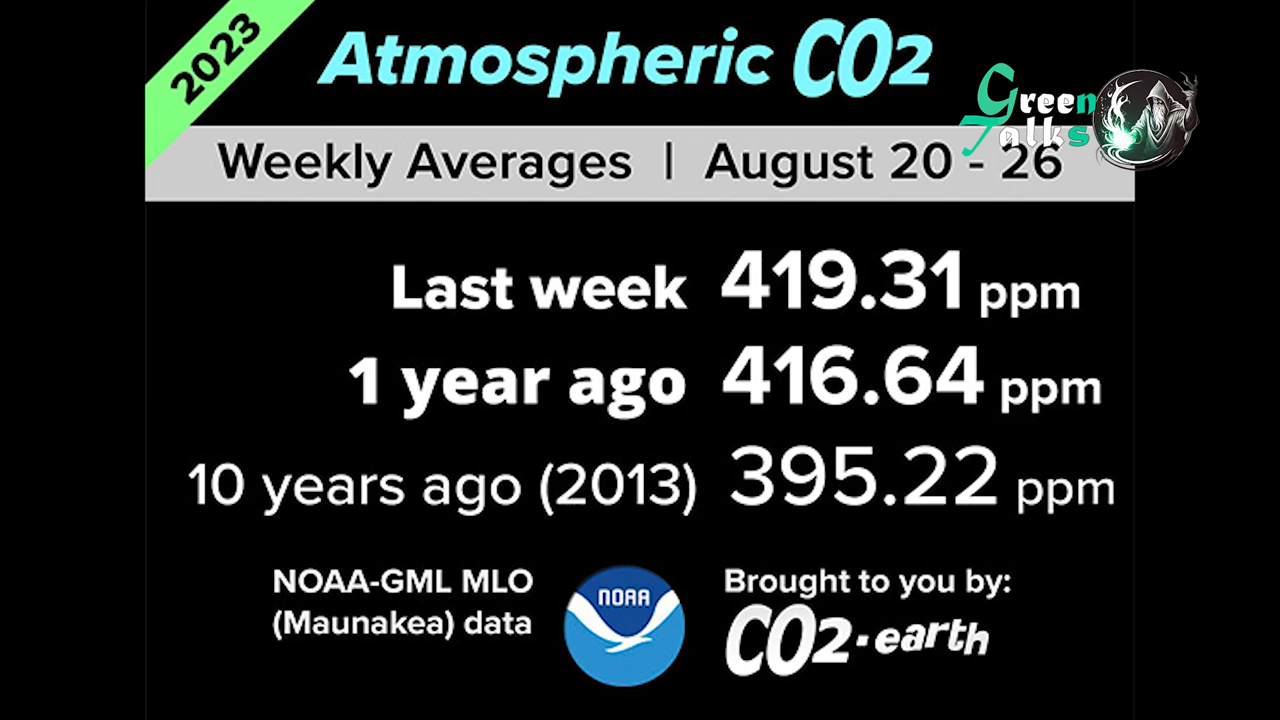 2023
Atmospheric CO2
Green
Talks
Weekly Averages | August 20 - 26
Last week 419.31 ppm
1 year ago 416.64 ppm
10 years ago (2013) 395.22 ppm
NOAA-GML MLO
(Maunakea) data
NOAA
Brought to you by:
CO2·earth